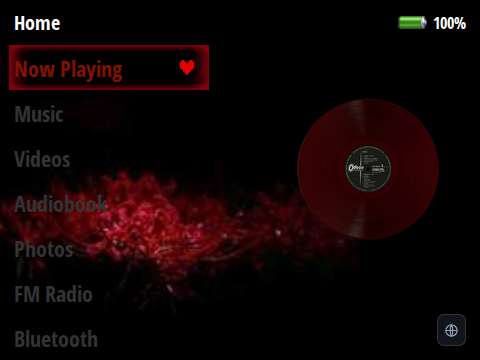 Home
100%
Now Playing
Music
Videos
Audiobook
Photos
FM Radio
Bluetooth